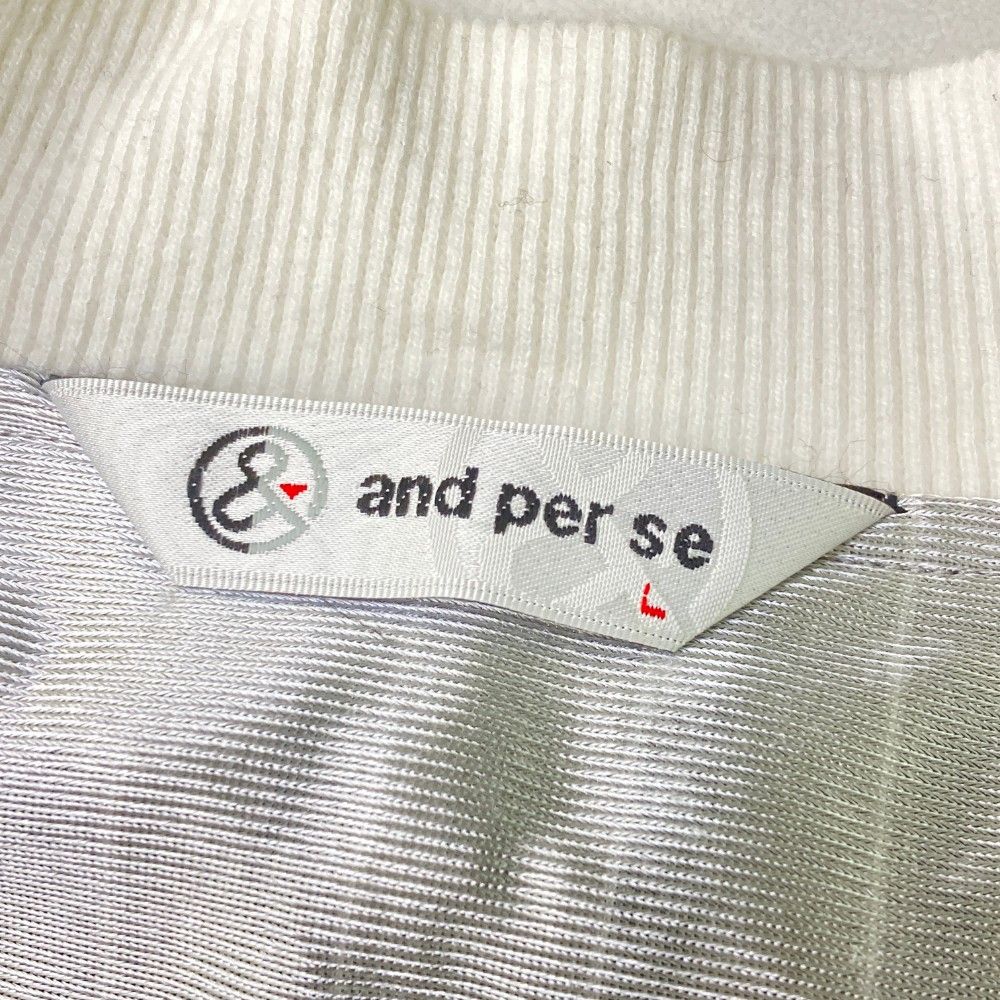 & and per se
L